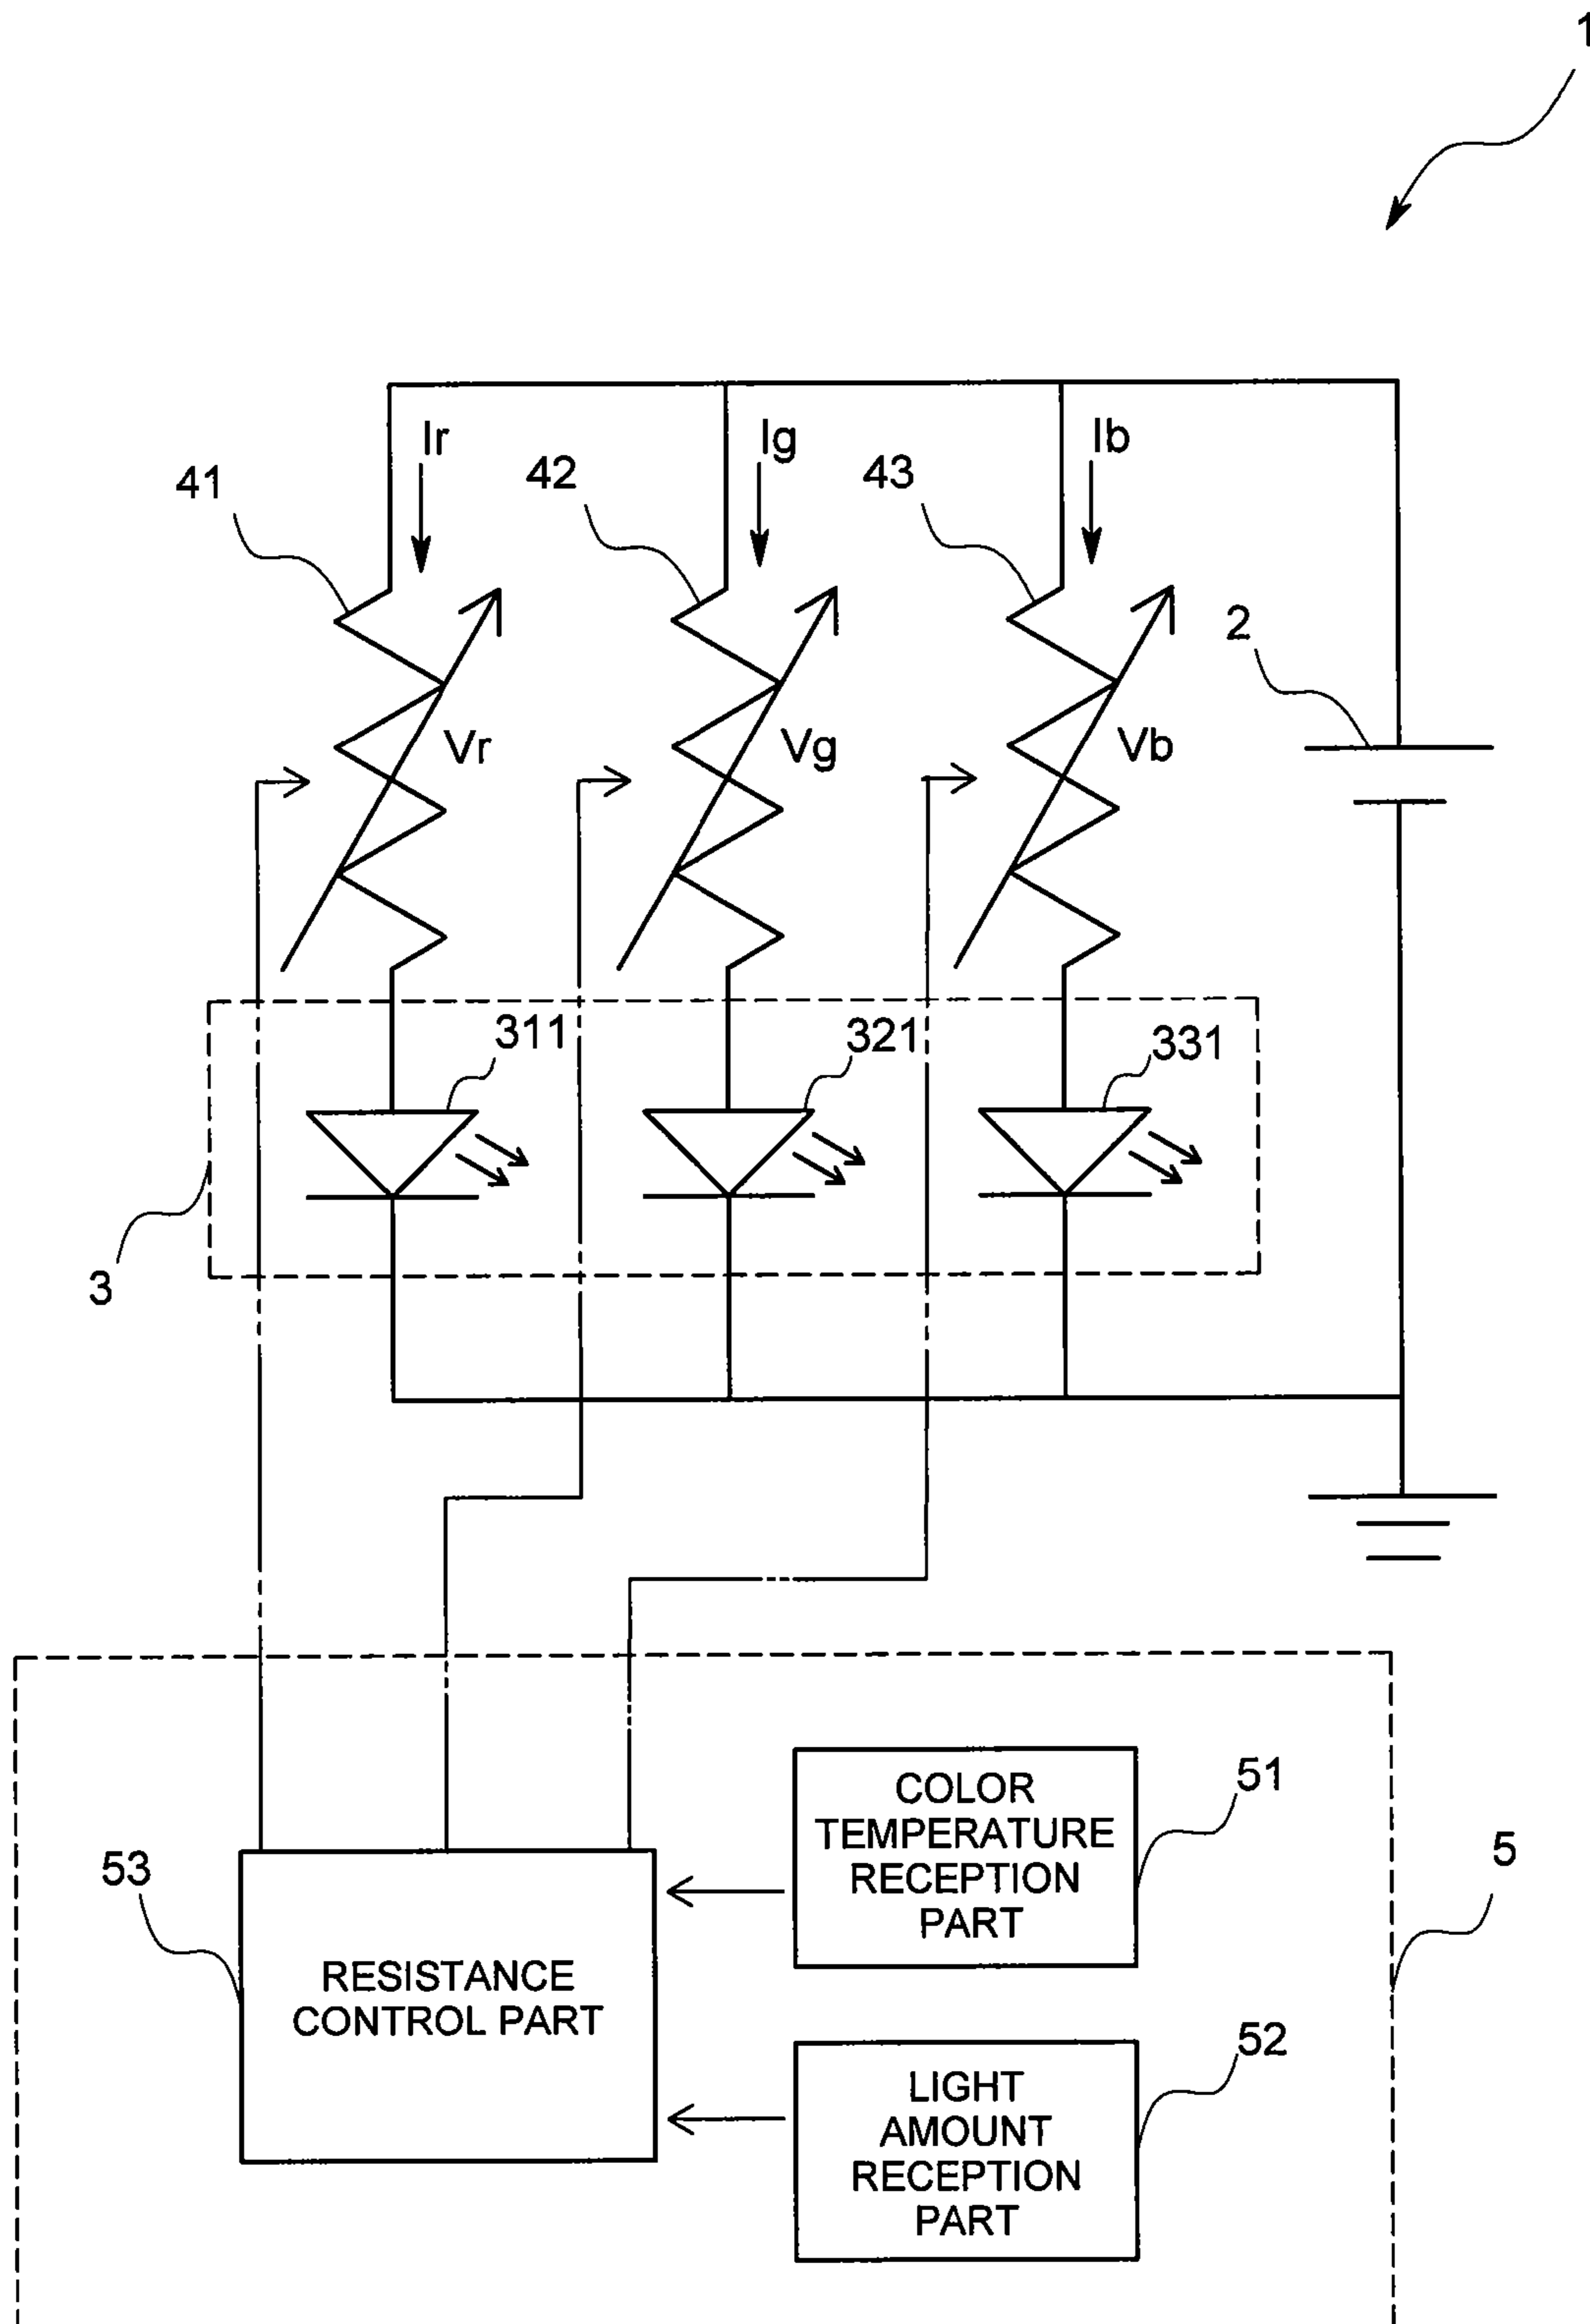 1
Ir
Ig
Ib
41
42
43
2
Vr
Vg
Vb
311
321
331
3
51
COLOR
TEMPERATURE
RECEPTION
PART
5
53
RESISTANCE
CONTROL PART
52
LIGHT
AMOUNT
RECEPTION
PART